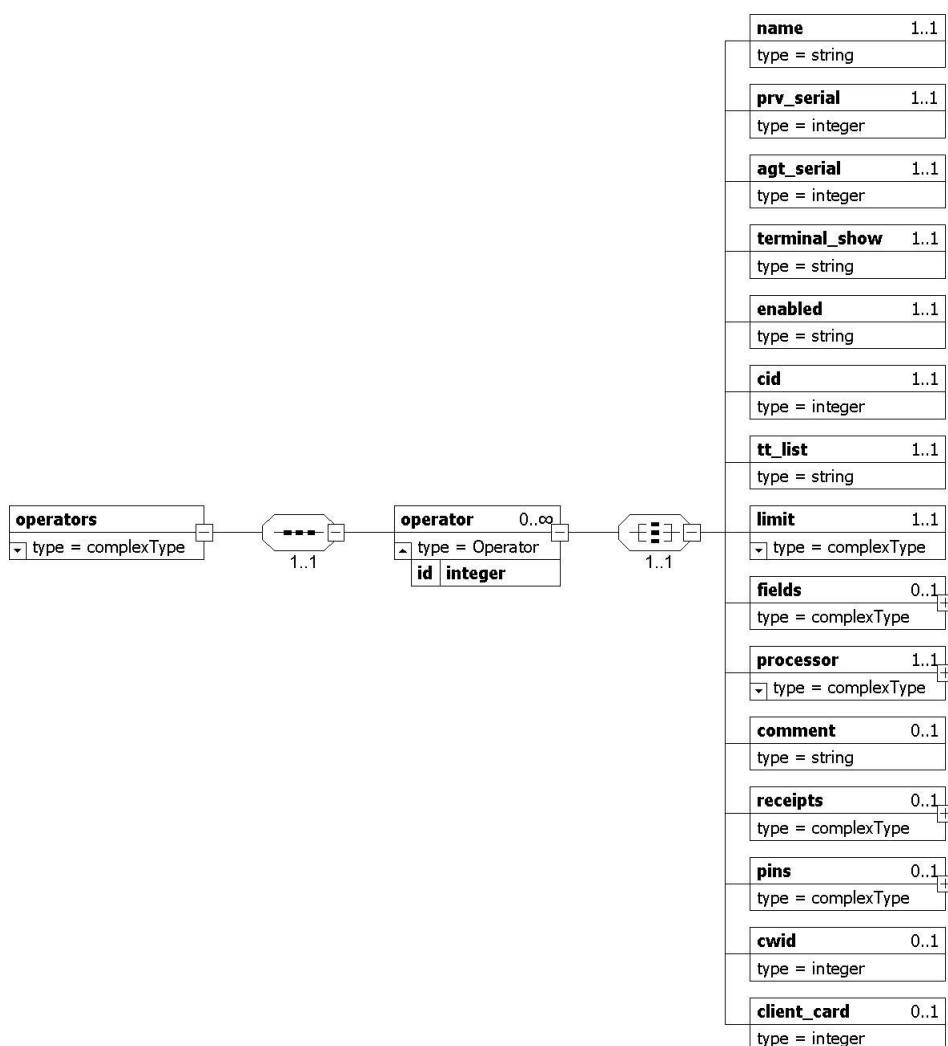 name 1..1
type = string
prv_serial 1..1
type = integer
agt_serial 1..1
type = integer
terminal_show 1..1
type = string
enabled 1..1
type = string
cid 1..1
type = integer
tt_list 1..1
type = string
operators
type = complexType
1..1
operator 0..∞
type = Operator
id integer
1..1
limit 1..1
type = complexType
fields 0..1
type = complexType
processor 1..1
type = complexType
comment 0..1
type = string
receipts 0..1
type = complexType
pins 0..1
type = complexType
cwid 0..1
type = integer
client_card 0..1
type = integer